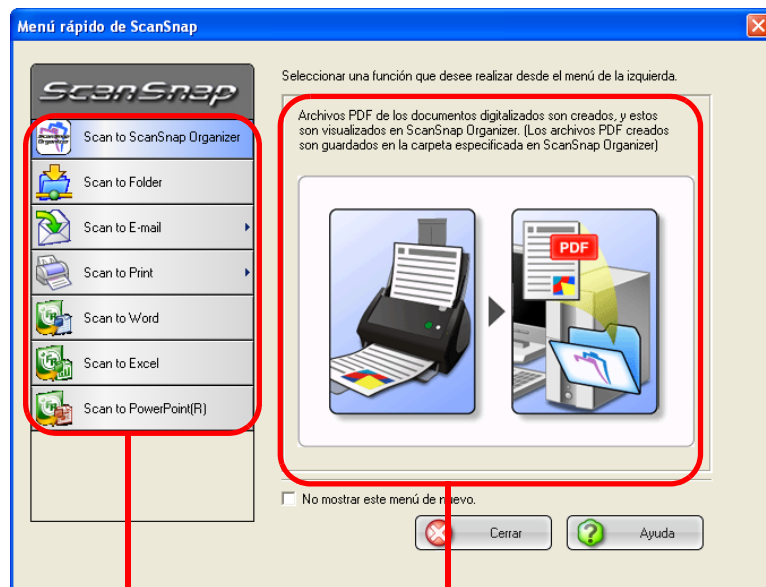 Menú rápido de ScanSnap
ScanSnap
Scan to ScanSnap Organizer
Scan to Folder
Scan to E-mail
Scan to Print
Scan to Word
Scan to Excel
Scan to PowerPoint(R)
Seleccionar una función que desee realizar desde el menú de la izquierda.
Archivos PDF de los documentos digitalizados son creados, y estos
son visualizados en ScanSnap Organizer. (Los archivos PDF creados
son guardados en la carpeta especificada en ScanSnap Organizer)
PDF
No mostrar este menú de nuevo.
Cerrar
Ayuda